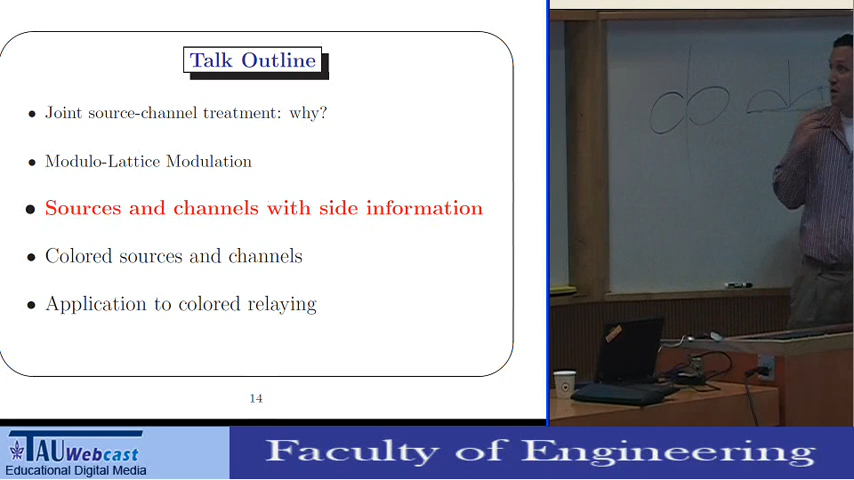 Talk Outline
• Joint source-channel treatment: why?
• Modulo-Lattice Modulation
• Sources and channels with side information
• Colored sources and channels
• Application to colored relaying
14
TAUWebcast
Educational Digital Media
Faculty of Engineering